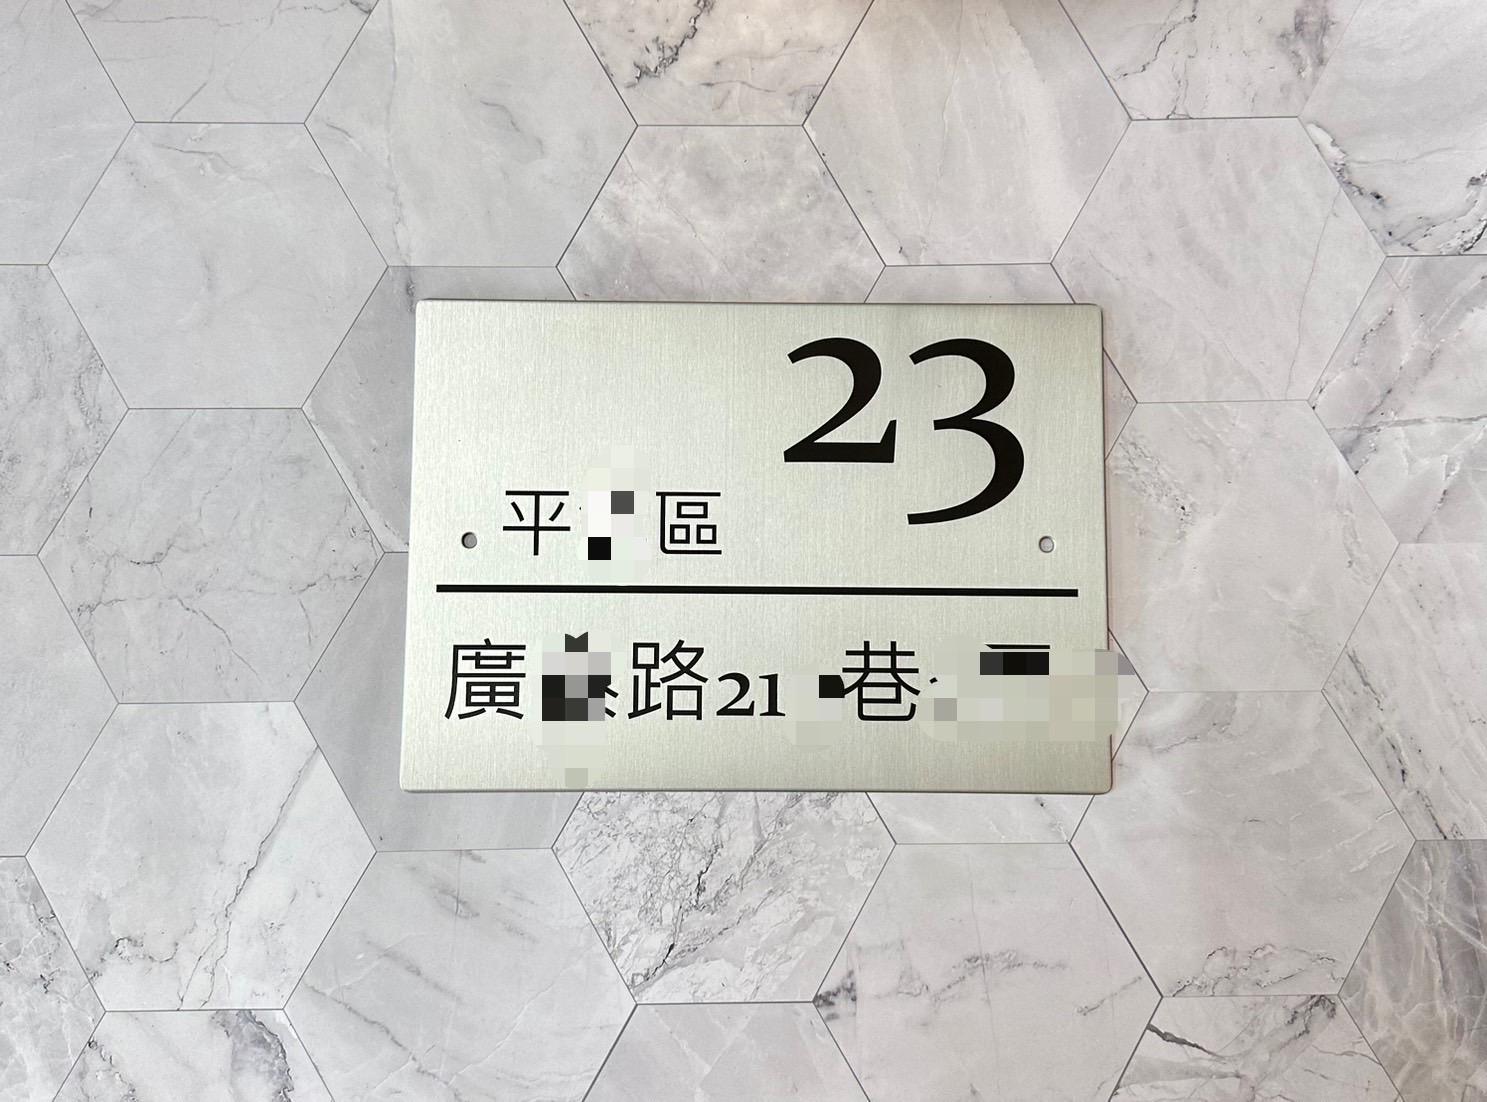 23
平 區
廣 路21 巷